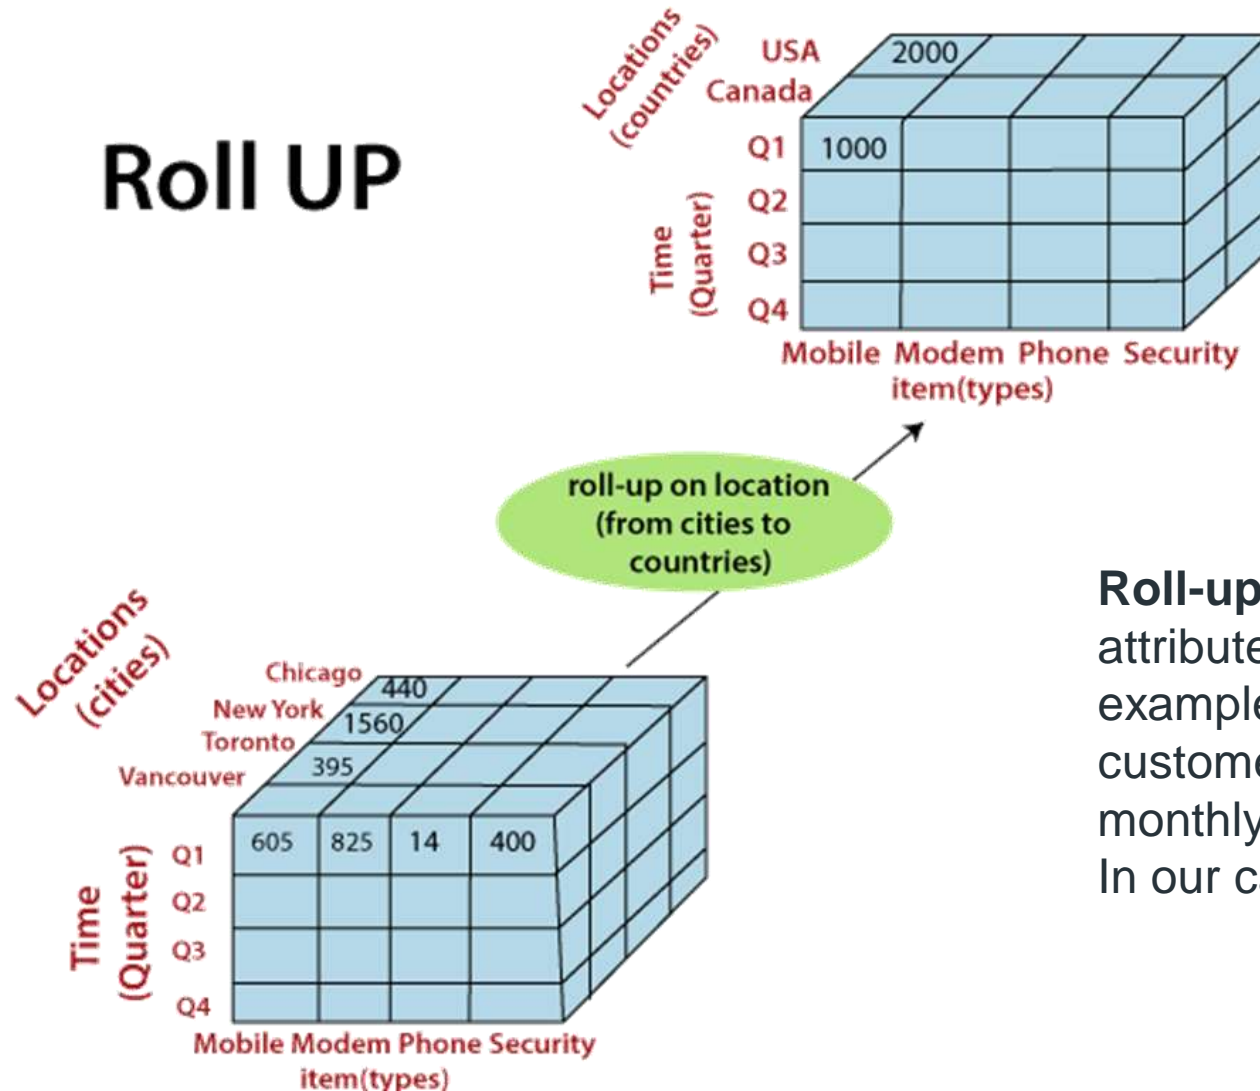 Roll UP
Locations
(countries)
USA
Canada
2000
Q1
1000
Q2
Q3
Q4
Time
(Quarter)
Mobile Modem Phone Security
item(types)
roll-up on location
(from cities to
countries)
Locations
(cities)
Chicago
440
New York
1560
Toronto
395
Vancouver
605 825 14 400
Q1
Q2
Q3
Q4
Time
(Quarter)
Mobile Modem Phone Security
item(types)
Roll-up
attribute
example
custome
monthly
In our c